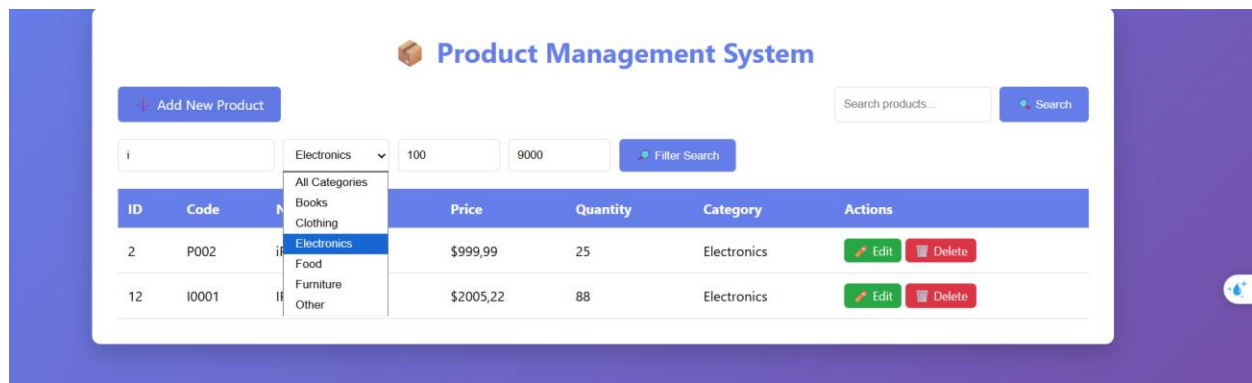 Product Management System
Add New Product
Search products...
Search
i
Electronics
100
9000
Filter Search
All Categories
Books
Clothing
Electronics
Food
Furniture
Other
ID Code Price Quantity Category Actions
2 P002 $999,99 25 Electronics Edit Delete
12 I0001 $2005,22 88 Electronics Edit Delete